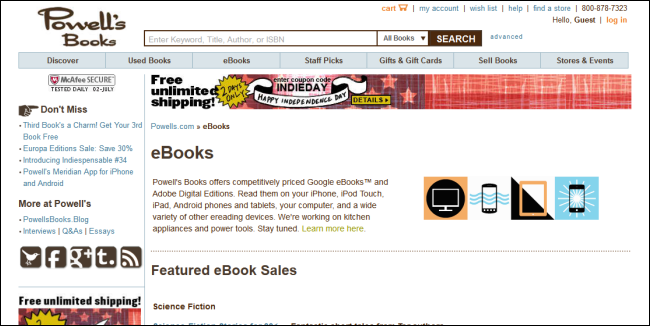 Powell's
Books
cart | my account | wish list | help | find a store | 800-878-7323
Hello, Guest | log in
Enter Keyword, Title, Author, or ISBN All Books SEARCH advanced
Discover Used Books eBooks Staff Picks Gifts & Gift Cards Sell Books Stores & Events
McAfee SECURE
TESTED DAILY 02-JULY
Don't Miss
Third Book's a Charm! Get Your 3rd
Book Free
Europa Editions Sale: Save 30%
Introducing Indiespensable #34
Powell's Meridian App for iPhone
and Android
More at Powell's
PowellsBooks.Blog
Interviews | Q&As | Essays
Free unlimited shipping!
Free
unlimited
shipping!
2 DAYS ONLY
enter coupon code
INDIEDAY
HAPPY INDEPENDENCE DAY
DETAILS
Powells.com » eBooks
eBooks
Powell's Books offers competitively priced Google eBooks™ and
Adobe Digital Editions. Read them on your iPhone, iPod Touch,
iPad, Android phones and tablets, your computer, and a wide
variety of other ereading devices. We're working on kitchen
appliances and power tools. Stay tuned. Learn more here.
Featured eBook Sales
Science Fiction